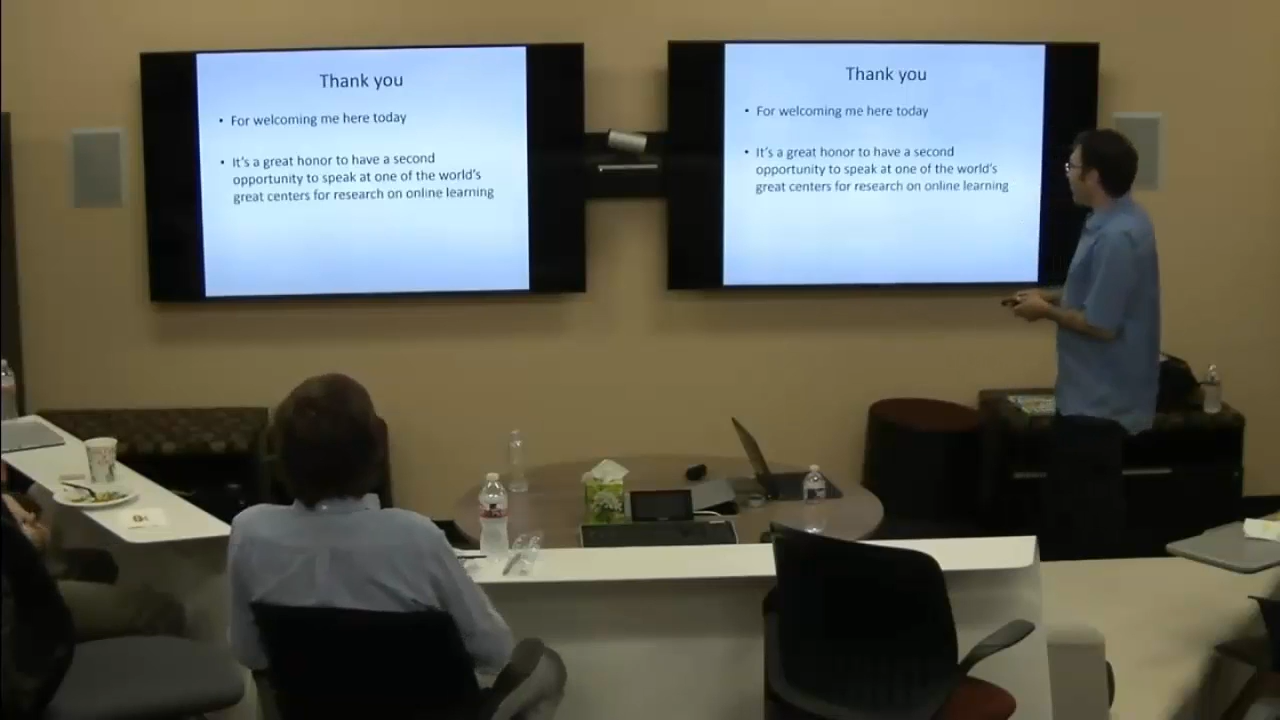 Thank you
• For welcoming me here today
• It's a great honor to have a second
opportunity to speak at one of the world's
great centers for research on online learning
Thank you
• For welcoming me here today
• It's a great honor to have a second
opportunity to speak at one of the world's
great centers for research on online learning